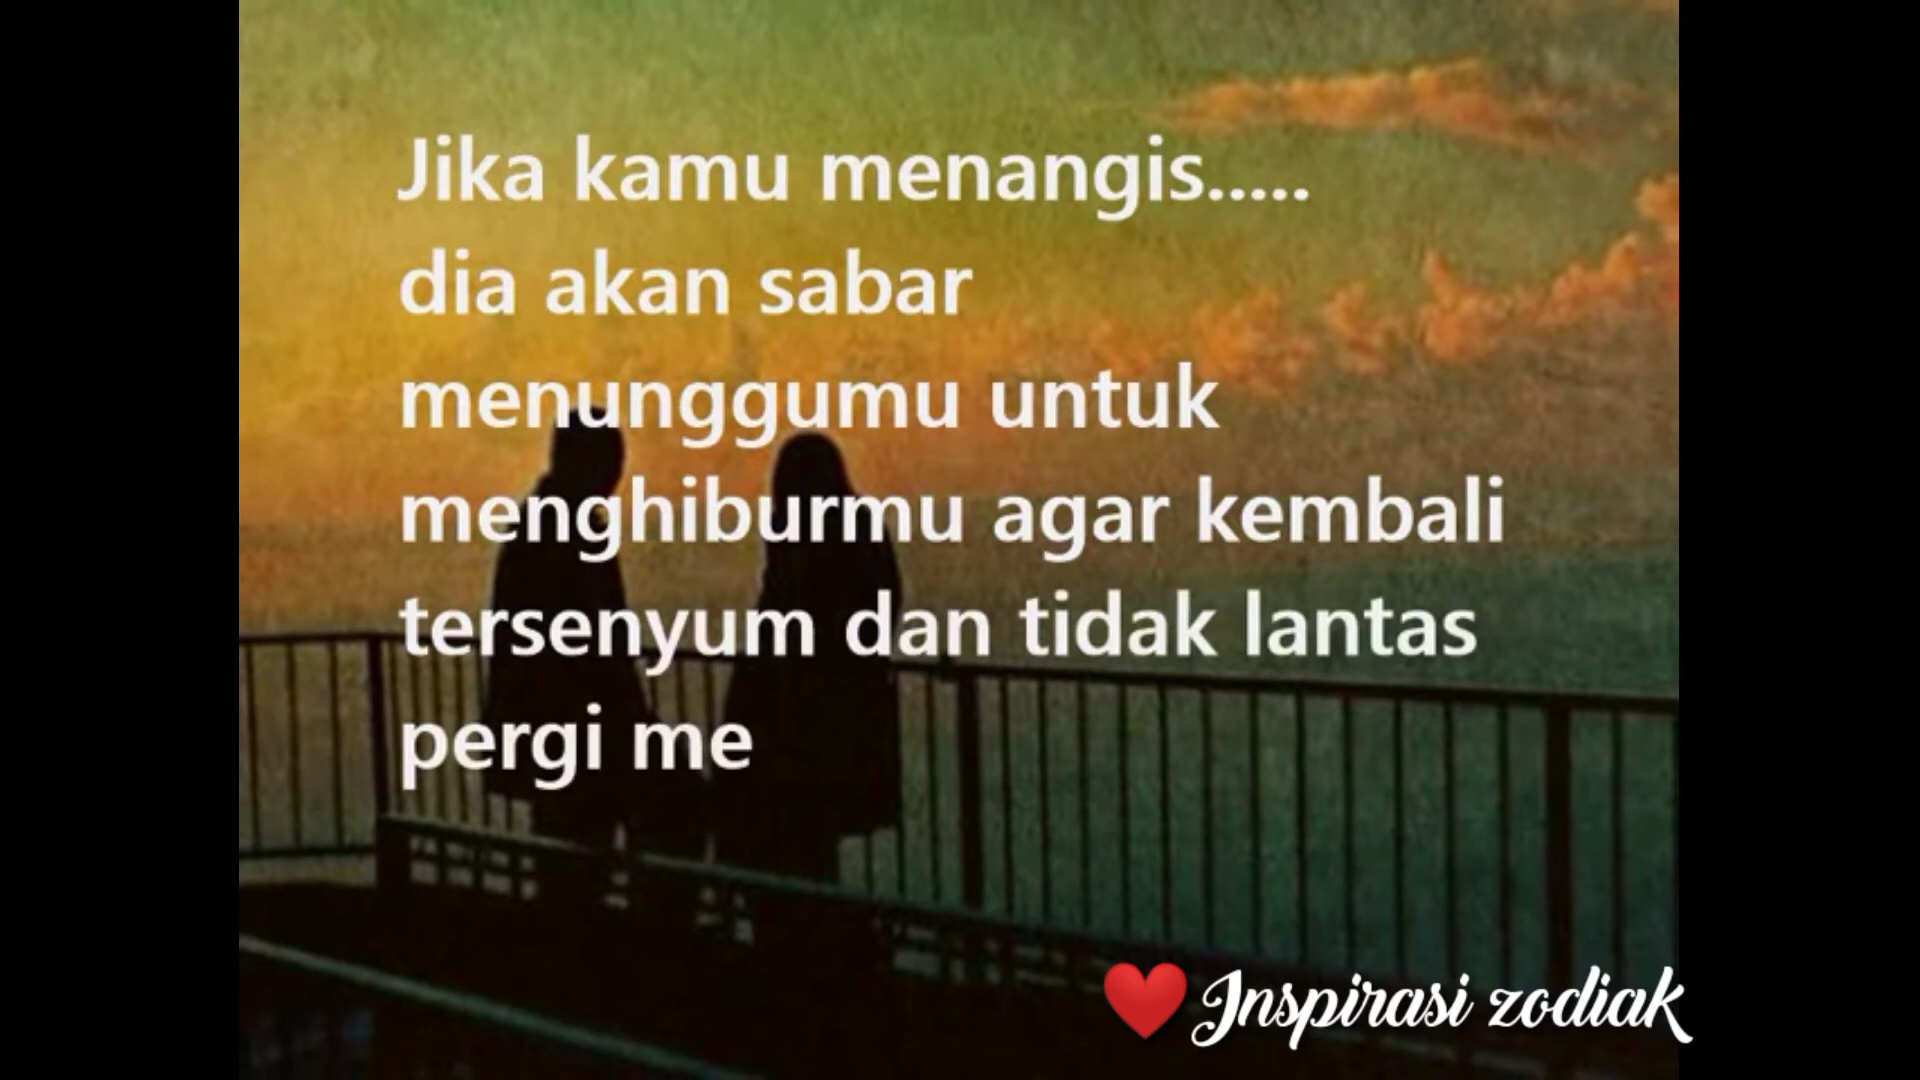 Jika kamu menangis.....
dia akan sabar
menunggumu untuk
menghiburmu agar kembali
tersenyum dan tidak lantas
pergi me
Inspirasi zodiak